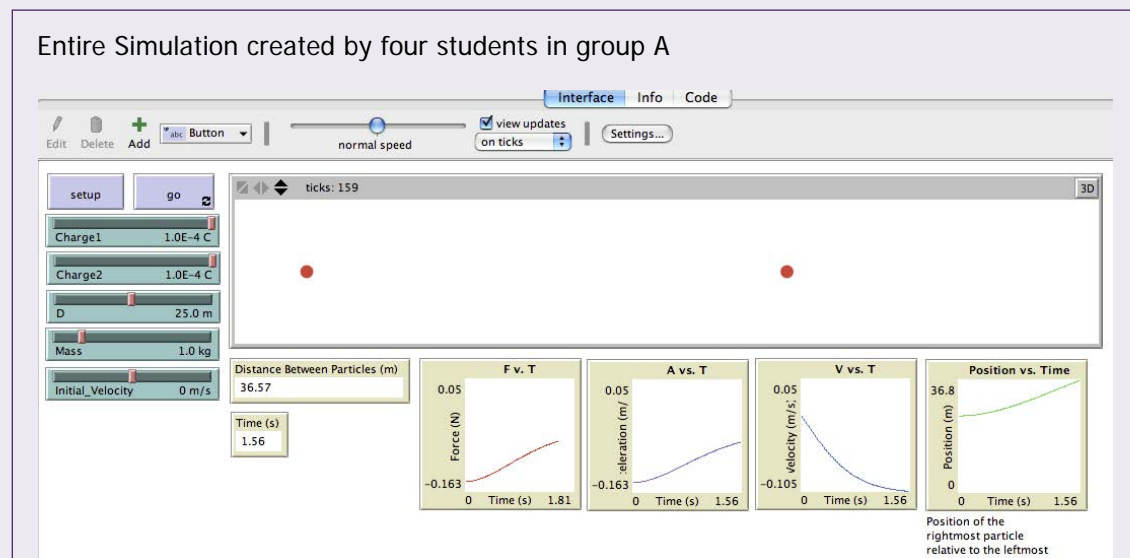 Entire Simulation created by four students in group A
Interface Info Code
Edit Delete Add
abc Button
normal speed
view updates
on ticks
Settings...
setup
go
ticks: 159
3D
Charge1 1.0E-4 C
Charge2 1.0E-4 C
D 25.0 m
Mass 1.0 kg
Initial_Velocity 0 m/s
Distance Between Particles (m)
36.57
Time (s)
1.56
F v. T
0.05
Force (N)
-0.163
0 Time (s) 1.81
A vs. T
0.05
eleration (m/
-0.163
0 Time (s) 1.56
V vs. T
0.05
Velocity (m/s)
-0.105
0 Time (s) 1.56
Position vs. Time
36.8
Position (m)
0
0 Time (s) 1.56
Position of the
rightmost particle
relative to the leftmost